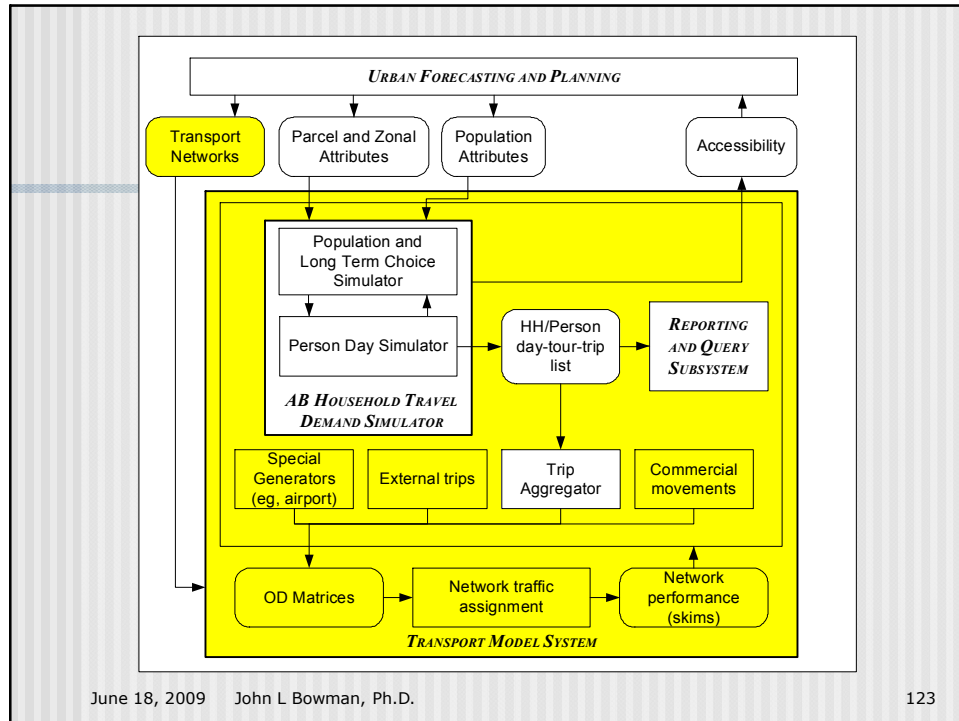 URBAN FORECASTING AND PLANNING
Transport
Networks
Parcel and Zonal
Attributes
Population
Attributes
Accessibility
Population and
Long Term Choice
Simulator
Person Day Simulator
AB HOUSEHOLD TRAVEL
DEMAND SIMULATOR
HH/Person
day-tour-trip
list
REPORTING
AND QUERY
SUBSYSTEM
Special
Generators
(eg, airport)
External trips
Trip
Aggregator
Commercial
movements
OD Matrices
Network traffic
assignment
Network
performance
(skims)
TRANSPORT MODEL SYSTEM
June 18, 2009 John L Bowman, Ph.D. 123